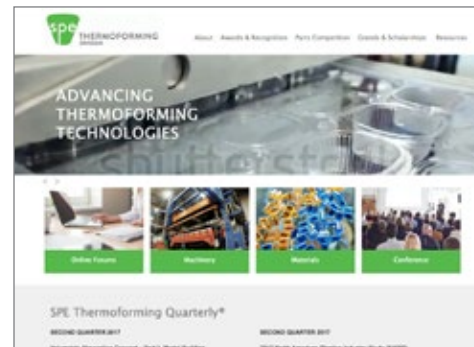 spe
THERMOFORMING
DIVISION
About Awards & Recognition Parts Competition Grants & Scholarships Resources
ADVANCING
THERMOFORMING
TECHNOLOGIES
shutterstock
Online Forums Machinery Materials Conference
SPE Thermoforming Quarterly®
SECOND QUARTER 2017 SECOND QUARTER 2017